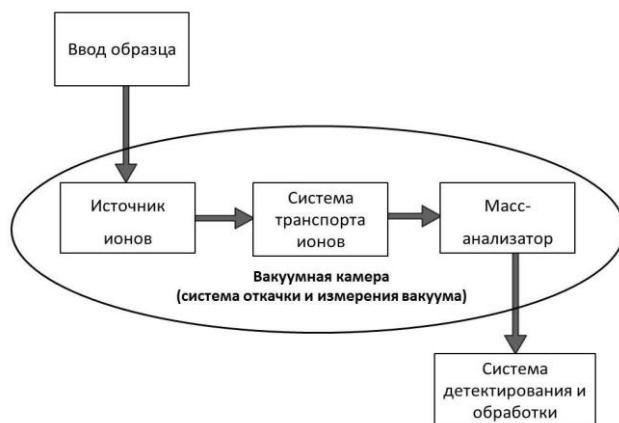 Ввод образца
Источник
ионов
Система
транспорта
ионов
Масс-
анализатор
Вакуумная камера
(система откачки и измерения вакуума)
Система
детектирования и
обработки